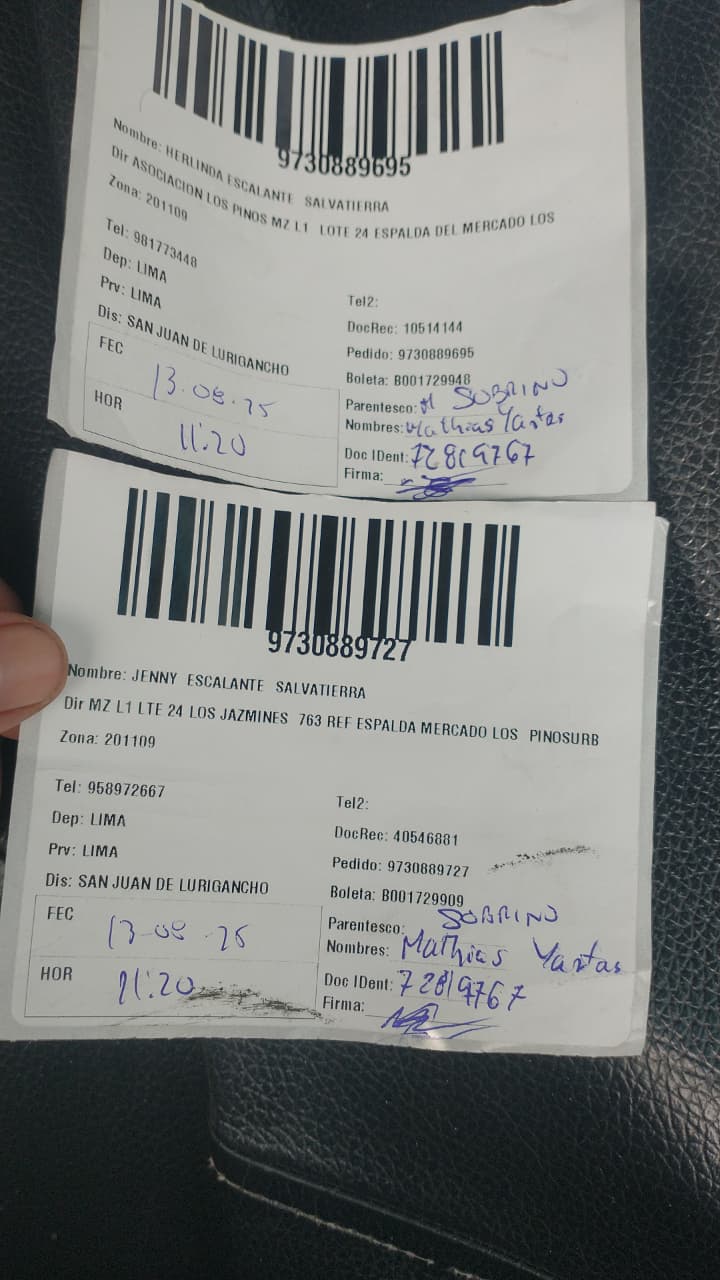 9730889695
Nombre: HERLINDA ESCALANTE SALVATIERRA
Dir ASOCIACION LOS PINOS MZ L1 LOTE 24 ESPALDA DEL MERCADO LOS
Zona: 201109
Tel: 981773448
Dep: LIMA
Prv: LIMA
Dis: SAN JUAN DE LURIGANCHO
Tel2:
DocRec: 10514144
Pedido: 9730889695
Boleta: B001729948
FEC 13.08.25
HOR 11:20
Parentesco: SOBRINO
Nombres: Mathias Yantas
Doc IDent: 72819767
Firma:
9730889727
Nombre: JENNY ESCALANTE SALVATIERRA
Dir MZ L1 LTE 24 LOS JAZMINES 763 REF ESPALDA MERCADO LOS PINOSURB
Zona: 201109
Tel: 958972667
Dep: LIMA
Prv: LIMA
Dis: SAN JUAN DE LURIGANCHO
Tel2:
DocRec: 40546881
Pedido: 9730889727
Boleta: B001729909
FEC 13-08-25
HOR 11:20
Parentesco: SOBRINO
Nombres: Mathias Yantas
Doc IDent: 72819767
Firma: